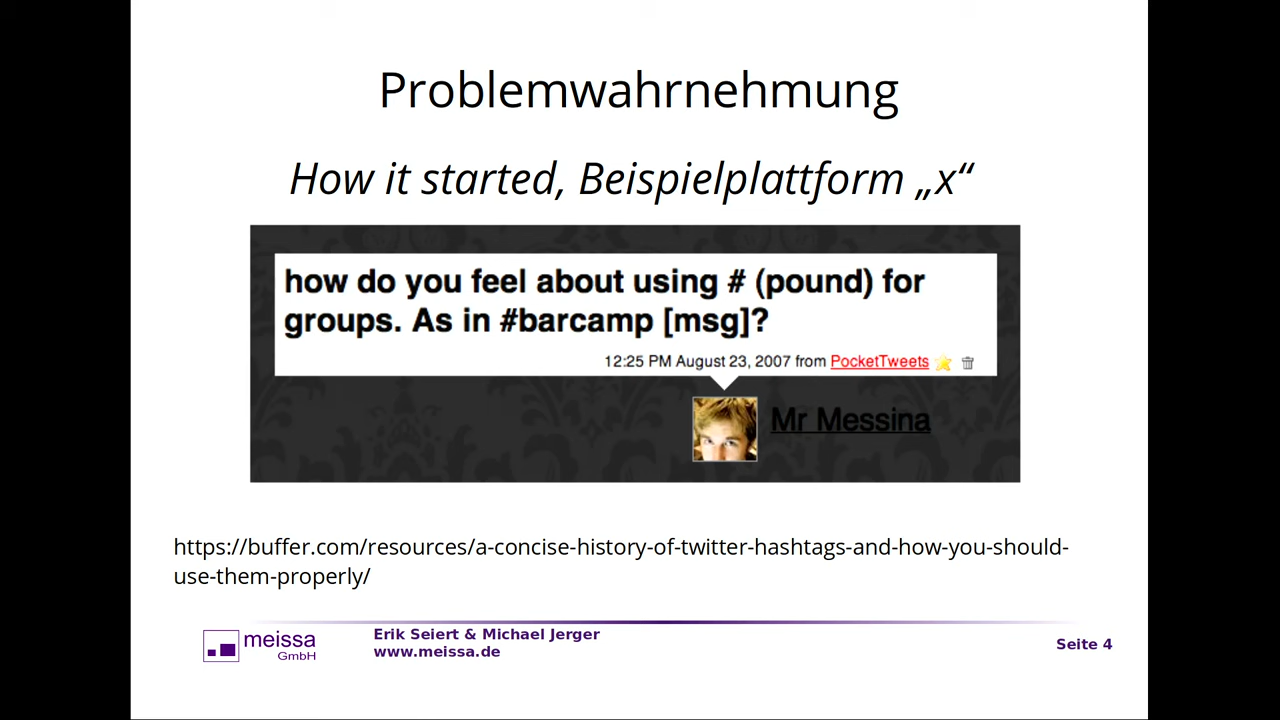 Problemwahrnehmung
How it started, Beispielplattform „x“
how do you feel about using # (pound) for
groups. As in #barcamp [msg]?
12:25 PM August 23, 2007 from PocketTweets
Mr Messina
https://buffer.com/resources/a-concise-history-of-twitter-hashtags-and-how-you-should-
use-them-properly/
meissa
GmbH
Erik Seiert & Michael Jerger
www.meissa.de
Seite 4